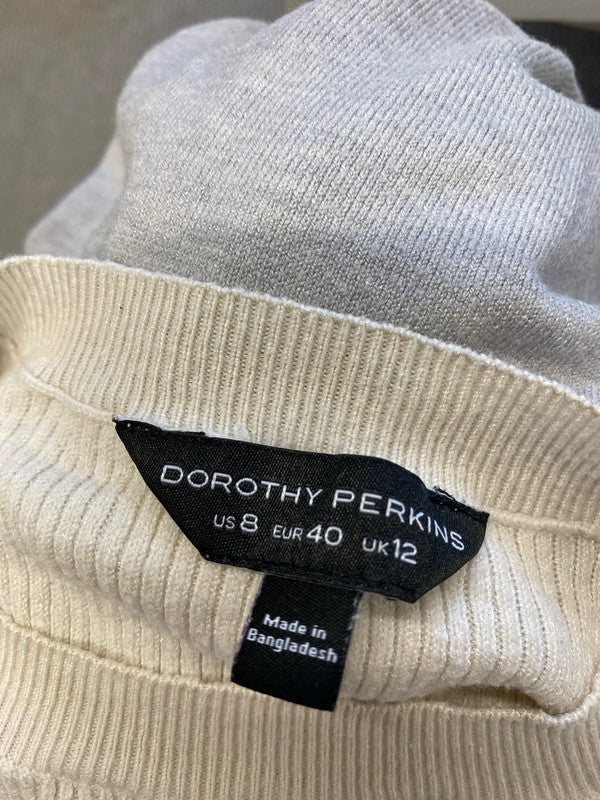 DOROTHY PERKINS
US 8 EUR 40 UK 12
Made in
Bangladesh